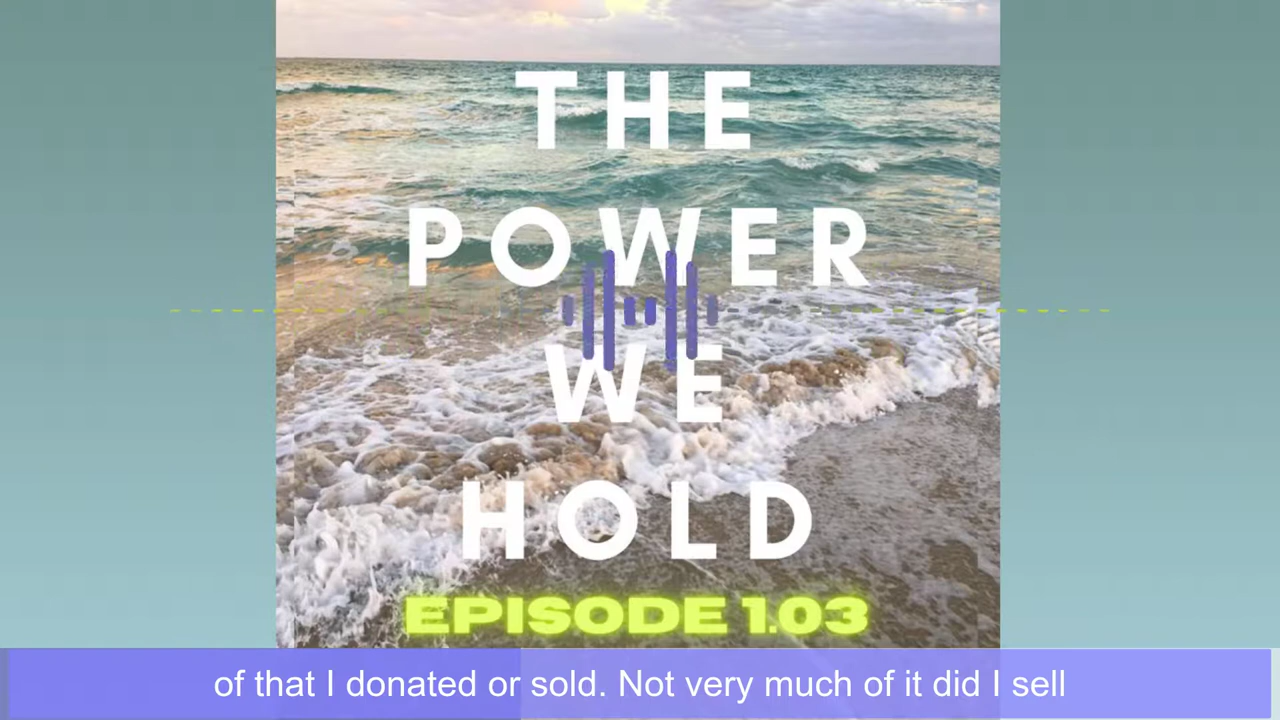 THE
POWER
WE
HOLD
EPISODE 1.03
of that I donated or sold. Not very much of it did I sell